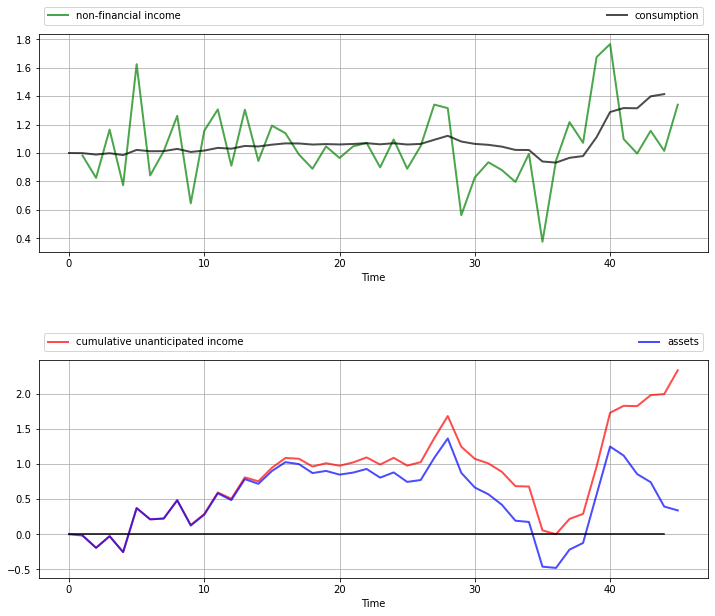 non-financial income consumption
1.8
1.6
1.4
1.2
1.0
0.8
0.6
0.4
0 10 20 30 40
Time
cumulative unanticipated income assets
2.0
1.5
1.0
0.5
0.0
−0.5
0 10 20 30 40
Time